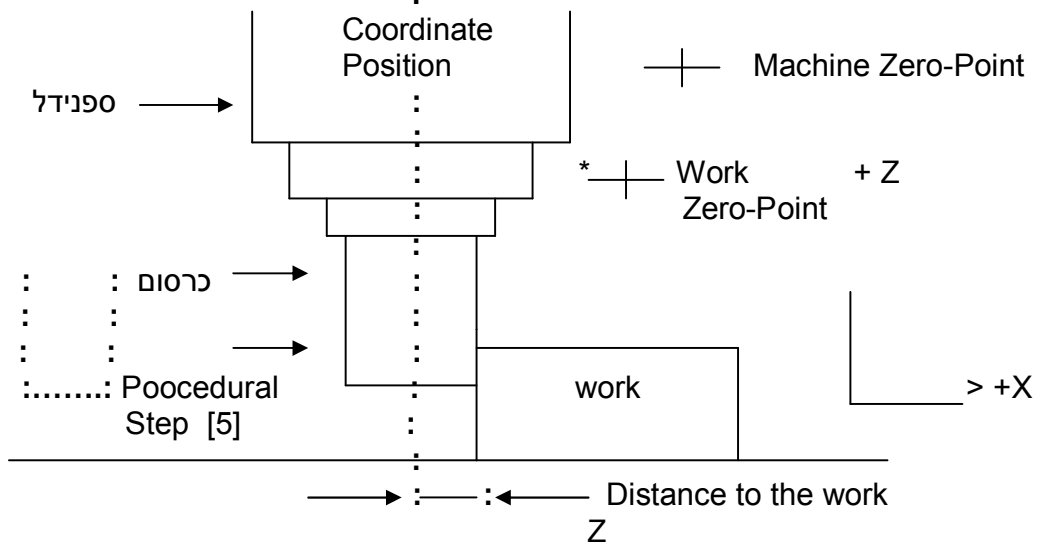 Coordinate
Position
Machine Zero-Point
ספנידל
* Work
Zero-Point
+ Z
כרסום
work
> +X
Poocedural
Step [5]
Distance to the work
Z